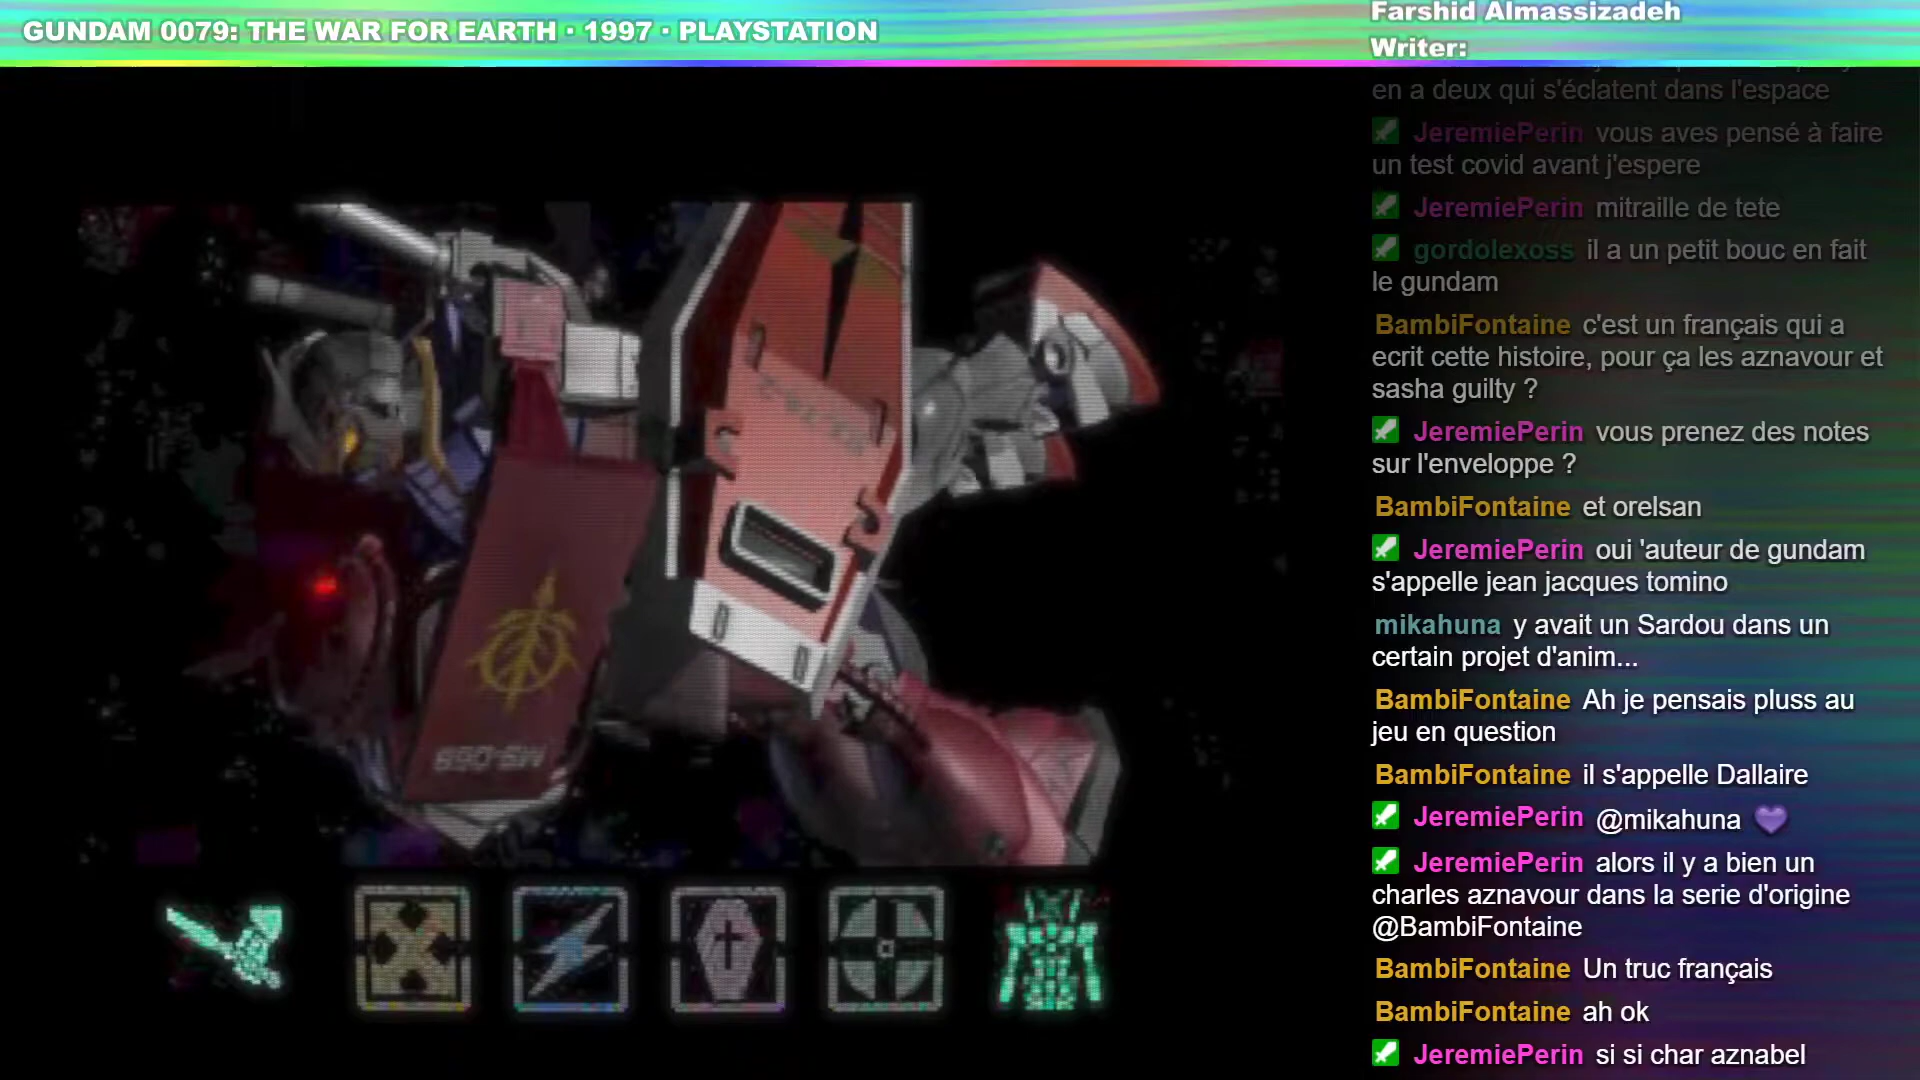 GUNDAM 0079: THE WAR FOR EARTH · 1997 · PLAYSTATION
Farshid Almassizadeh
Writer:
en a deux qui s'éclatent dans l'espace
JeremiePerin vous aves pensé à faire
un test covid avant j'espere
JeremiePerin mitraille de tete
gordolexoss il a un petit bouc en fait
le gundam
BambiFontaine c'est un français qui a
ecrit cette histoire, pour ça les aznavour et
sasha guilty ?
JeremiePerin vous prenez des notes
sur l'enveloppe ?
BambiFontaine et orelsan
JeremiePerin oui 'auteur de gundam
s'appelle jean jacques tomino
mikahuna y avait un Sardou dans un
certain projet d'anim...
BambiFontaine Ah je pensais pluss au
jeu en question
BambiFontaine il s'appelle Dallaire
JeremiePerin @mikahuna 💜
JeremiePerin alors il y a bien un
charles aznavour dans la serie d'origine
@BambiFontaine
BambiFontaine Un truc français
BambiFontaine ah ok
JeremiePerin si si char aznabel